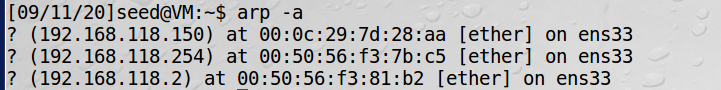 [09/11/20]seed@VM:~$ arp -a
? (192.168.118.150) at 00:0c:29:7d:28:aa [ether] on ens33
? (192.168.118.254) at 00:50:56:f3:7b:c5 [ether] on ens33
? (192.168.118.2) at 00:50:56:f3:81:b2 [ether] on ens33